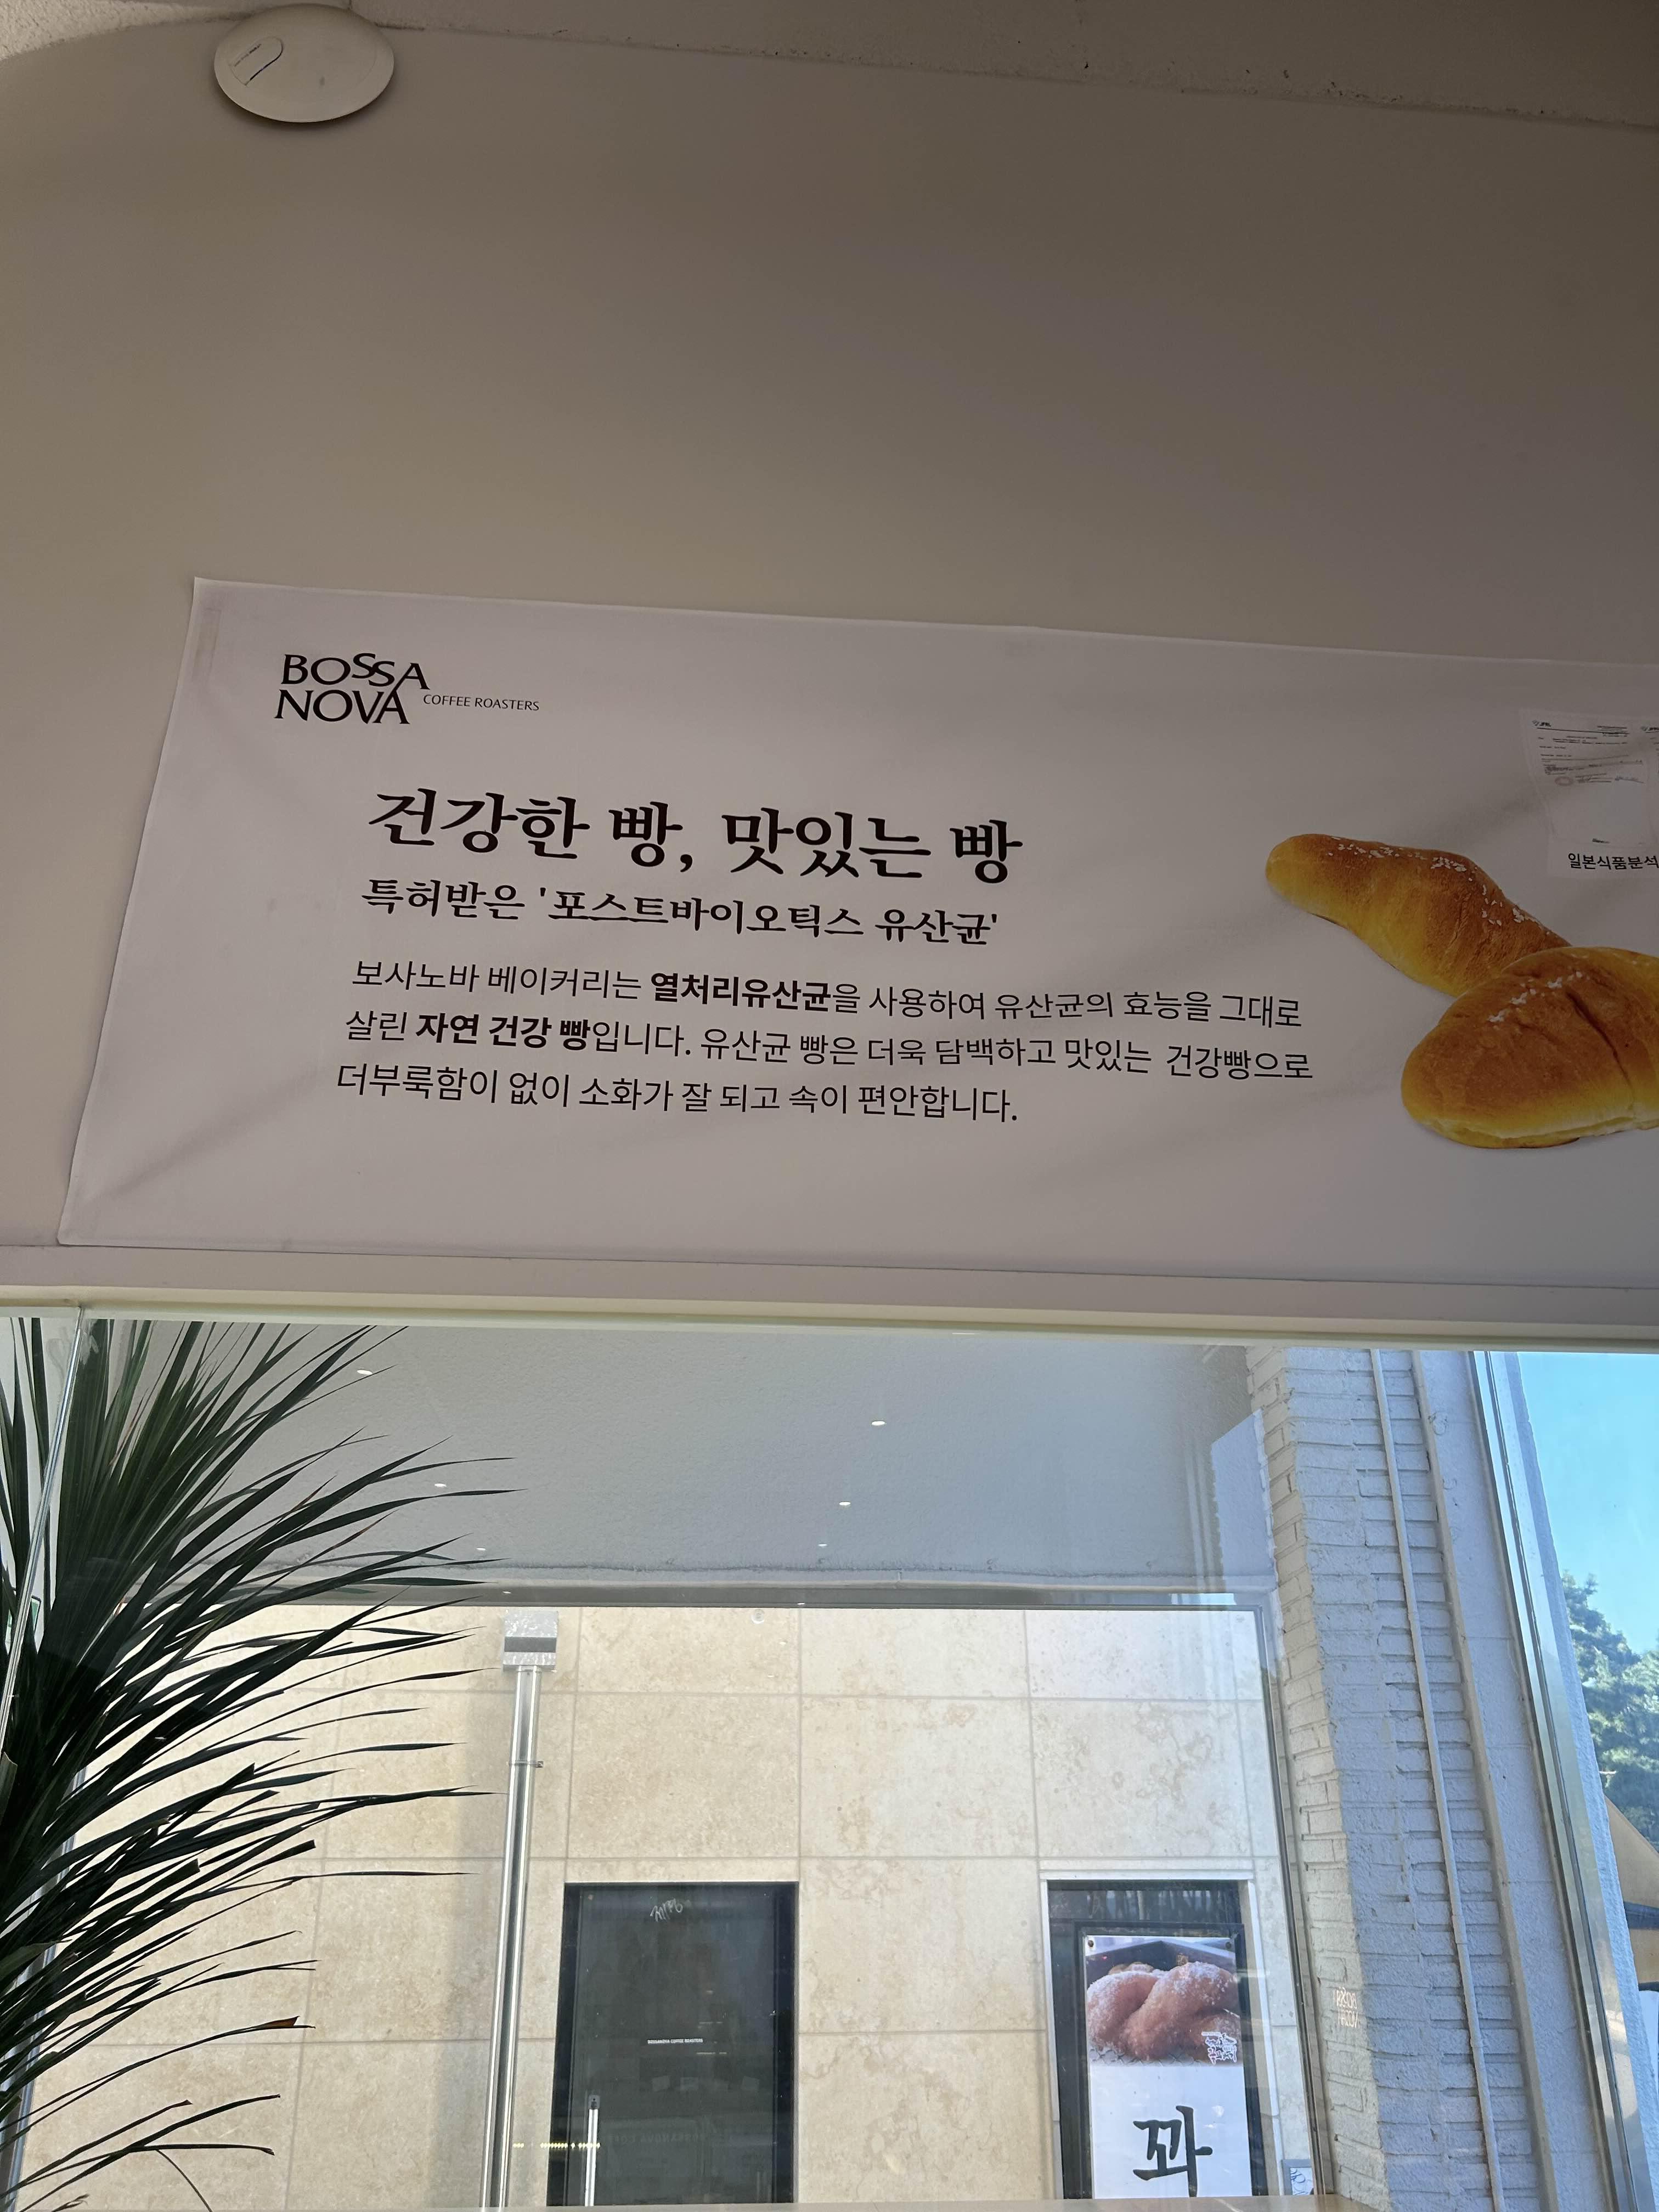 BOSSA
NOVA COFFEE ROASTERS
건강한 빵, 맛있는 빵
특허받은 '포스트바이오틱스 유산균'
보사노바 베이커리는 열처리유산균을 사용하여 유산균의 효능을 그대로
살린 자연 건강 빵입니다. 유산균 빵은 더욱 담백하고 맛있는 건강빵으로
더부룩함이 없이 소화가 잘 되고 속이 편안합니다.
일본식품분석
BOSSANOVA COFFEE ROASTERS
꽈